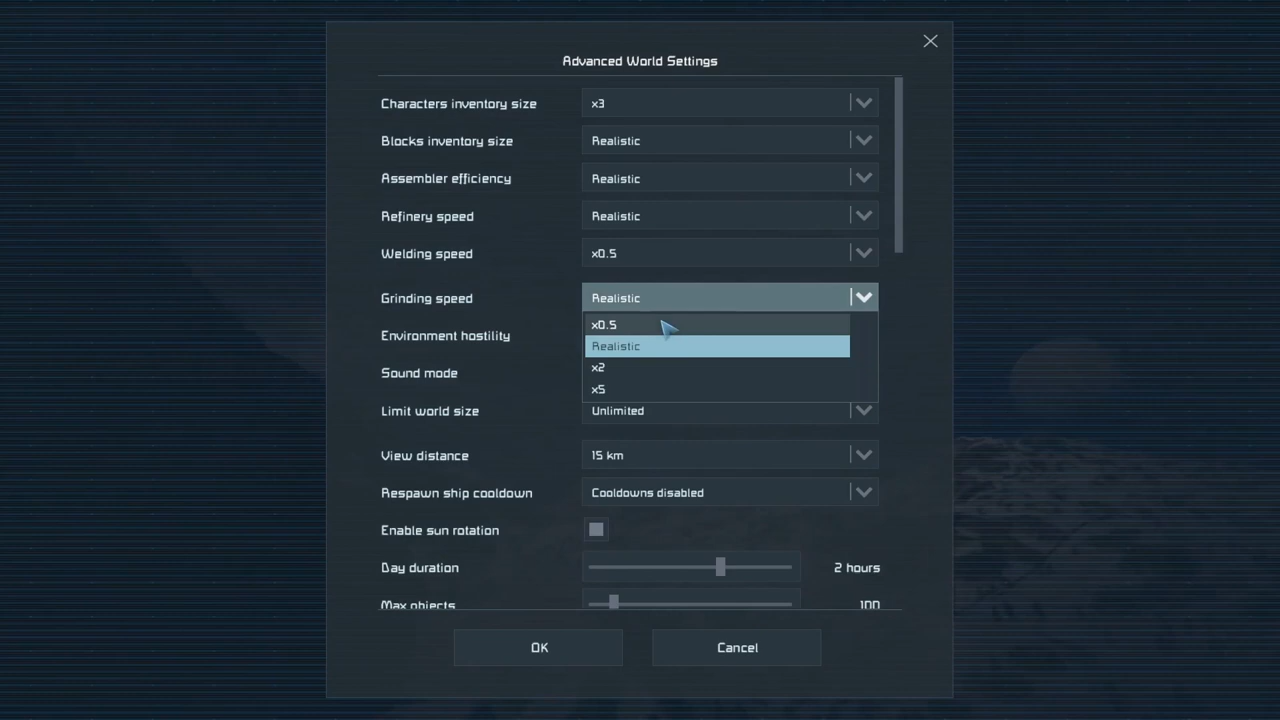 Advanced World Settings
Characters inventory size x3
Blocks inventory size Realistic
Assembler efficiency Realistic
Refinery speed Realistic
Welding speed x0.5
Grinding speed Realistic
x0.5
Environment hostility
Realistic
x2
Sound mode
x5
Limit world size Unlimited
View distance 15 km
Respawn ship cooldown Cooldowns disabled
Enable sun rotation
Day duration 2 hours
Max objects 100
OK Cancel